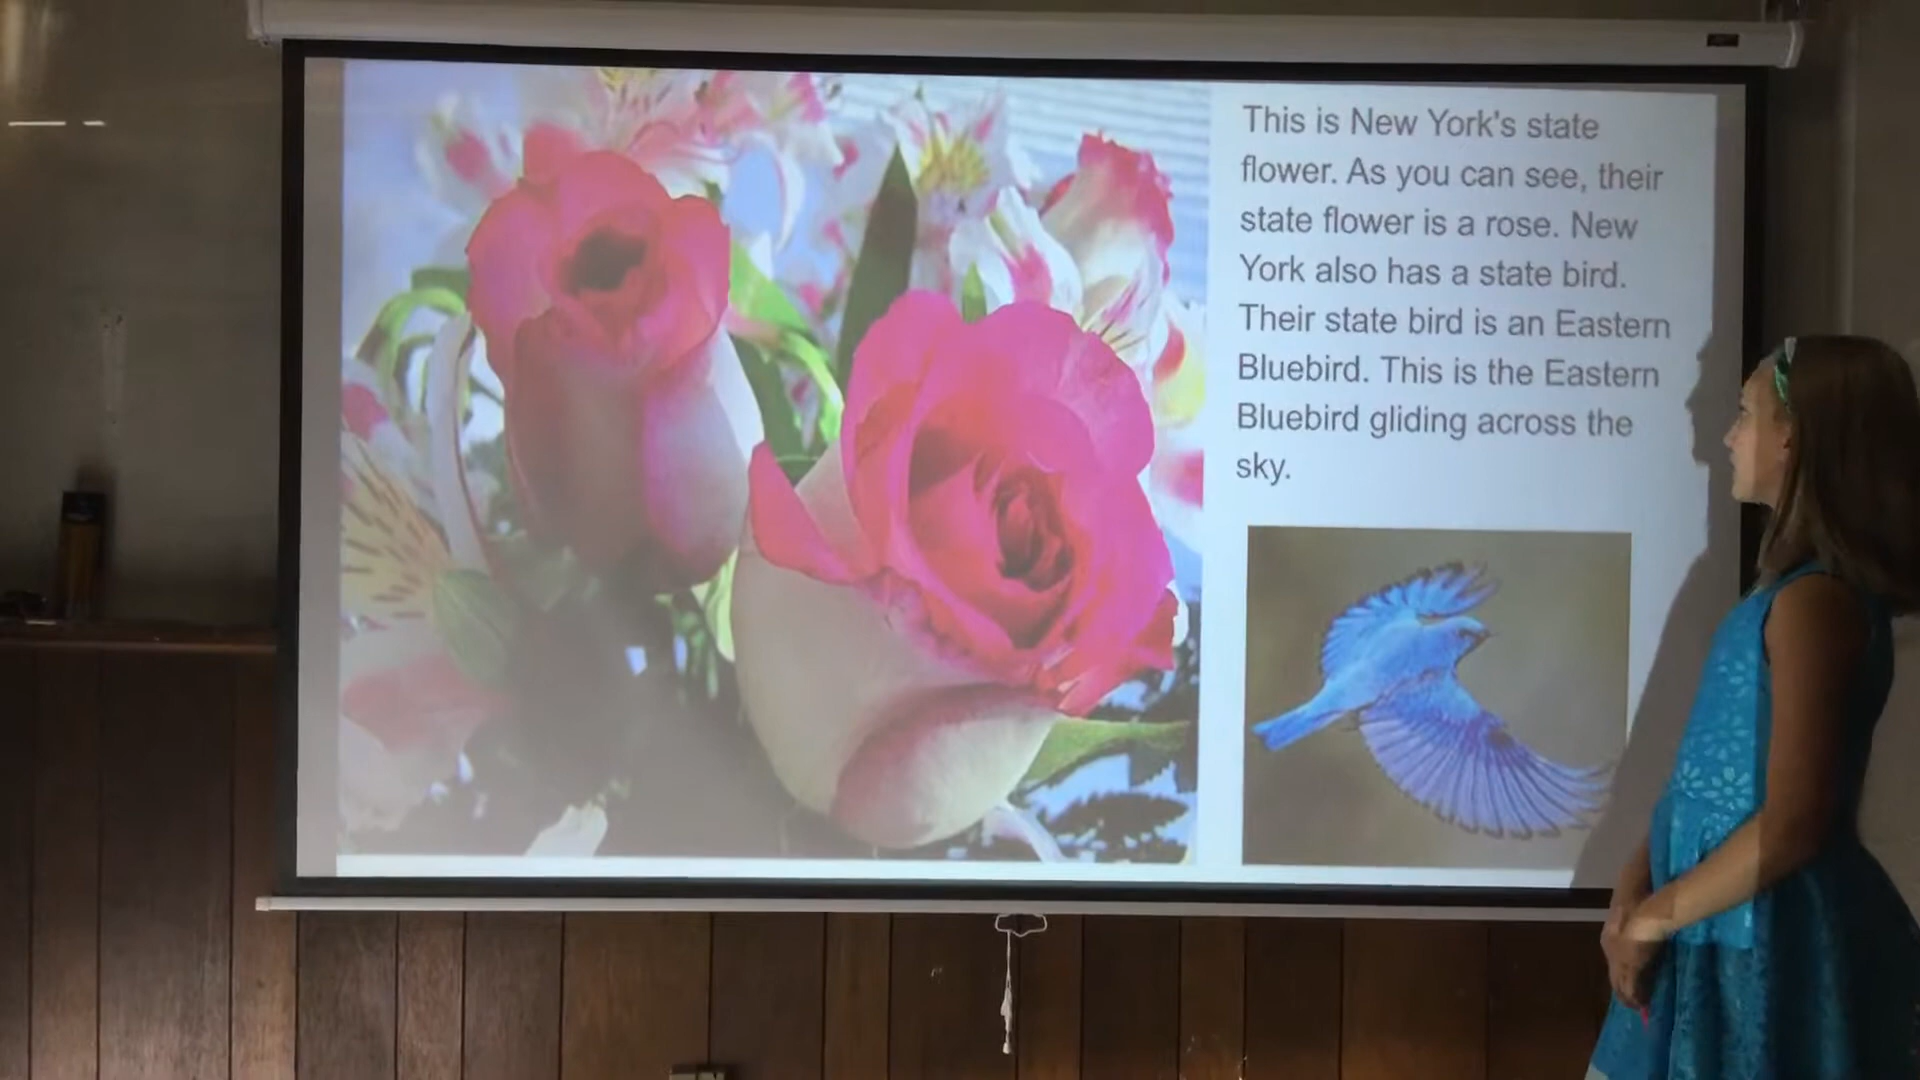 This is New York's state
flower. As you can see, their
state flower is a rose. New
York also has a state bird.
Their state bird is an Eastern
Bluebird. This is the Eastern
Bluebird gliding across the
sky.